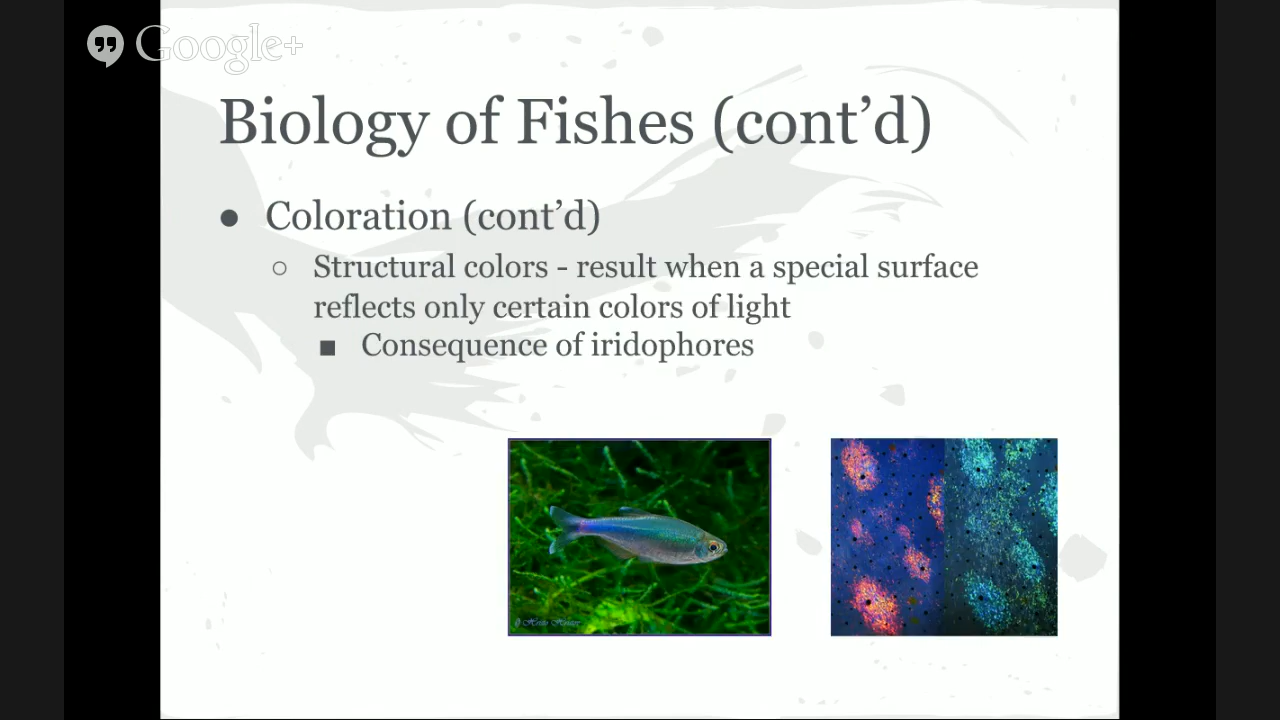 Google+
Biology of Fishes (cont’d)
● Coloration (cont’d)
○ Structural colors - result when a special surface
reflects only certain colors of light
■ Consequence of iridophores